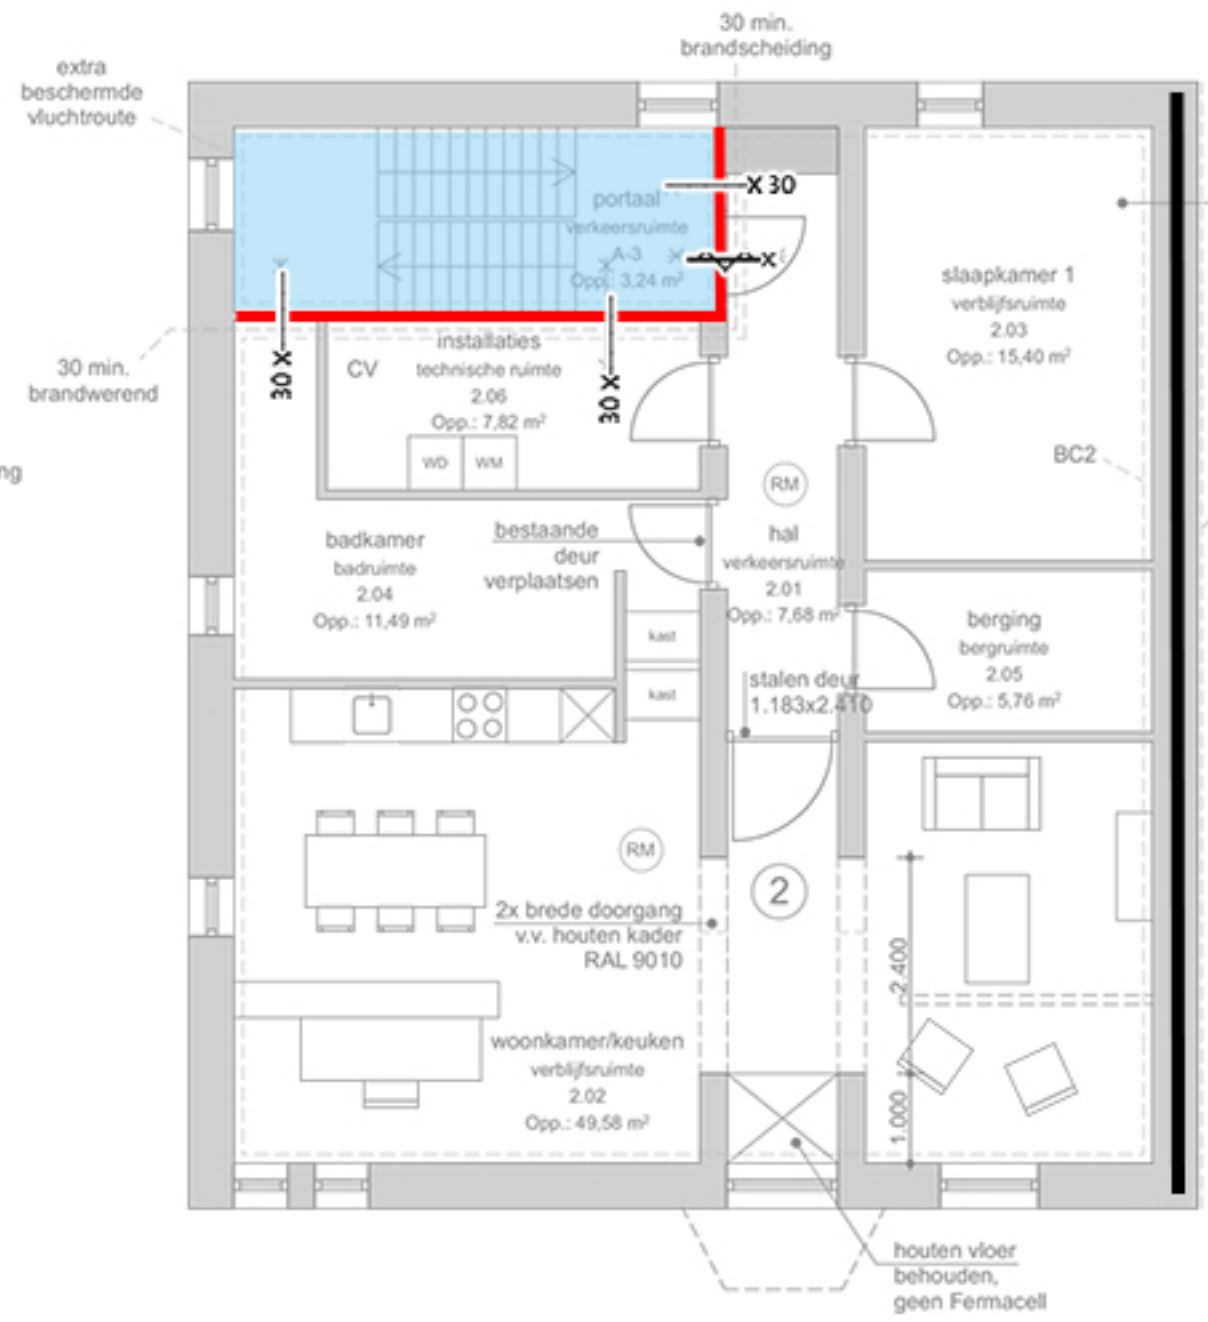 30 min.
brandscheiding
extra
beschermde
vluchtroute
X 30
portaal
verkeersruimte
A-3
Opp.: 3,24 m²
X
slaapkamer 1
verblijfsruimte
2.03
Opp.: 15,40 m²
30 min.
brandwerend
30 X
30 X
CV
installaties
technische ruimte
2.06
Opp.: 7,82 m²
WD
WM
BC2
ng
RM
badkamer
badruimte
2.04
Opp.: 11,49 m²
bestaande
deur
verplaatsen
hal
verkeersruimte
2.01
Opp.: 7,68 m²
kast
kast
berging
bergruimte
2.05
Opp.: 5,76 m²
stalen deur
1.183x2.410
RM
2
2x brede doorgang
v.v. houten kader
RAL 9010
2.400
1.000
woonkamer/keuken
verblijfsruimte
2.02
Opp.: 49,58 m²
houten vloer
behouden,
geen Fermacell